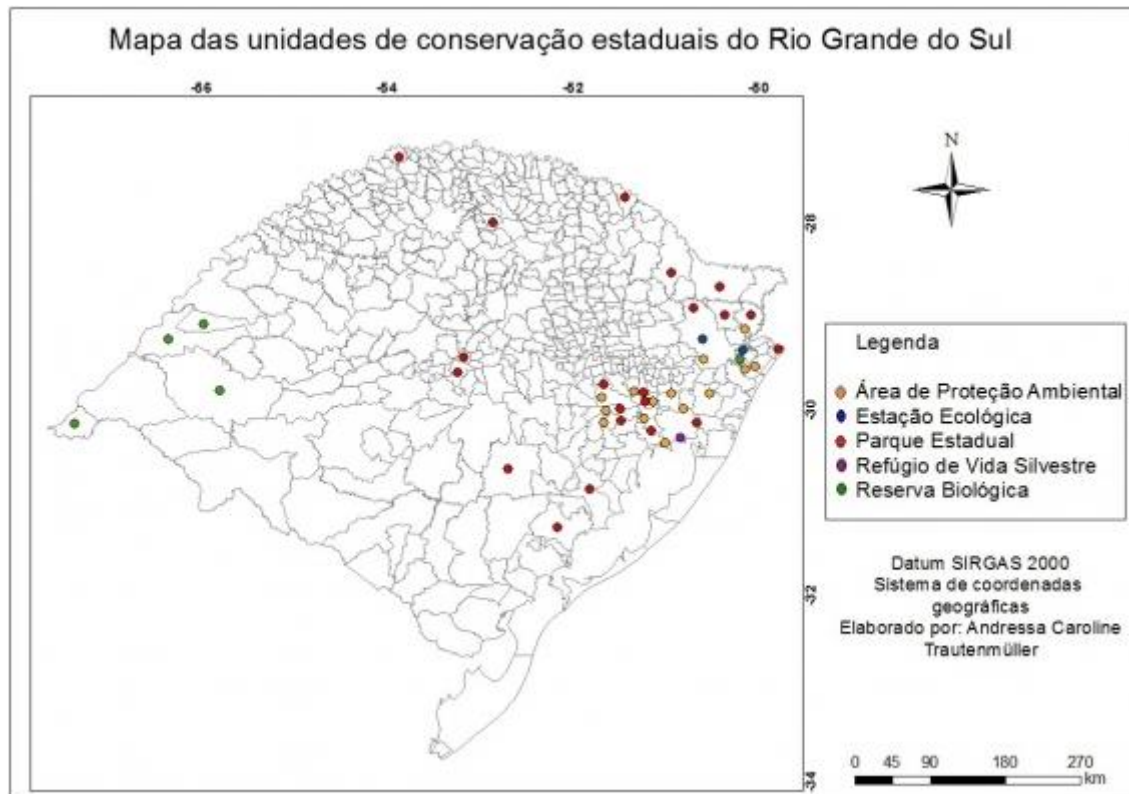 Mapa das unidades de conservação estaduais do Rio Grande do Sul
-56 -54 -52 -50
N
-28
-30
-32
-34
Legenda
Área de Proteção Ambiental
Estação Ecológica
Parque Estadual
Refúgio de Vida Silvestre
Reserva Biológica
Datum SIRGAS 2000
Sistema de coordenadas
geográficas
Elaborado por: Andressa Caroline
Trautenmüller
0 45 90 180 270
km